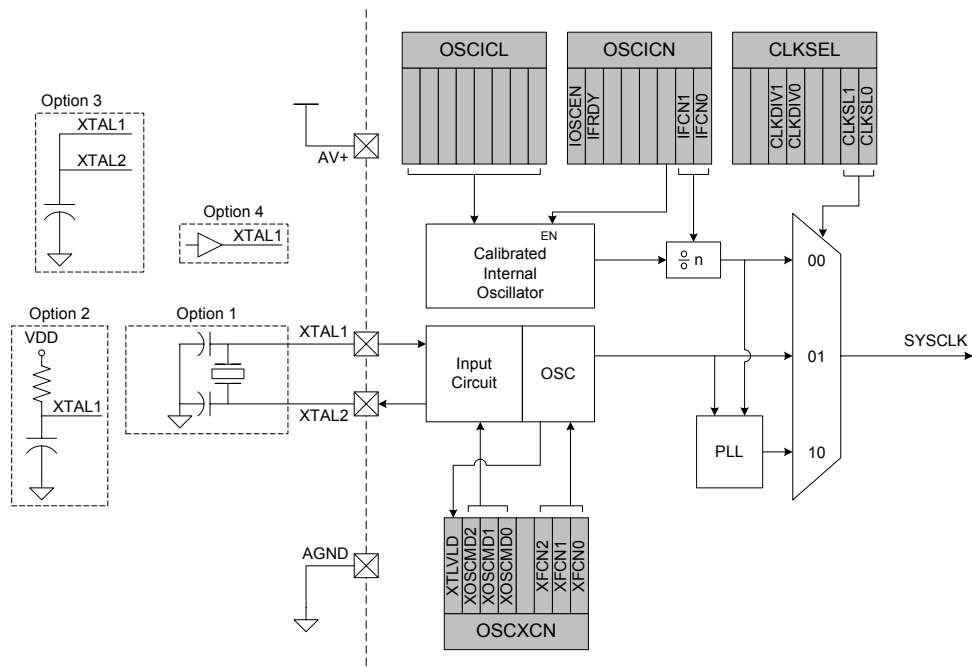 OSCICL
OSCICN
CLKSEL
IOSCEN
IFRDY
IFCN1
IFCN0
CLKDIV1
CLKDIV0
CLKSL1
CLKSL0
Option 3
XTAL1
XTAL2
AV+
Option 4
XTAL1
EN
Calibrated
Internal
Oscillator
n
00
Option 2
VDD
XTAL1
Option 1
XTAL1
XTAL2
Input
Circuit
OSC
01
SYSCLK
PLL
10
AGND
XTLVLD
XOSCMD2
XOSCMD1
XOSCMD0
XFCN2
XFCN1
XFCN0
OSCXCN